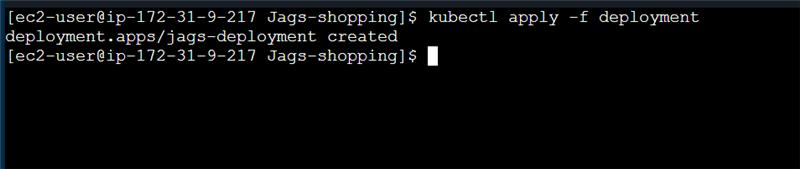 [ec2-user@ip-172-31-9-217 Jags-shopping]$ kubectl apply -f deployment
deployment.apps/jags-deployment created
[ec2-user@ip-172-31-9-217 Jags-shopping]$